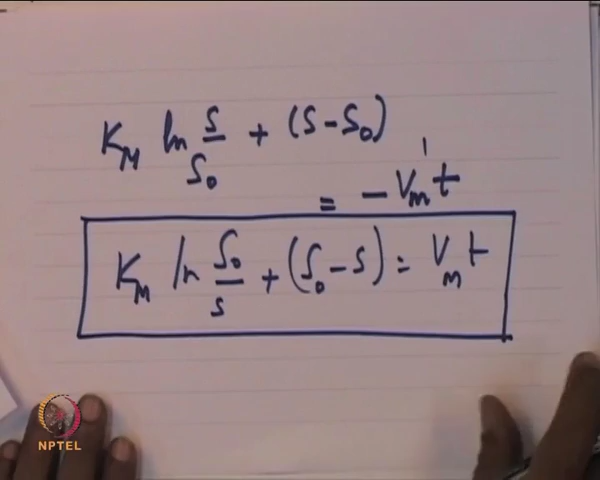 K_M ln S/S_0 + (S-S_0)
= -V_m' t
K_M ln S_0/S + (S_0-S) = V_m t
NPTEL